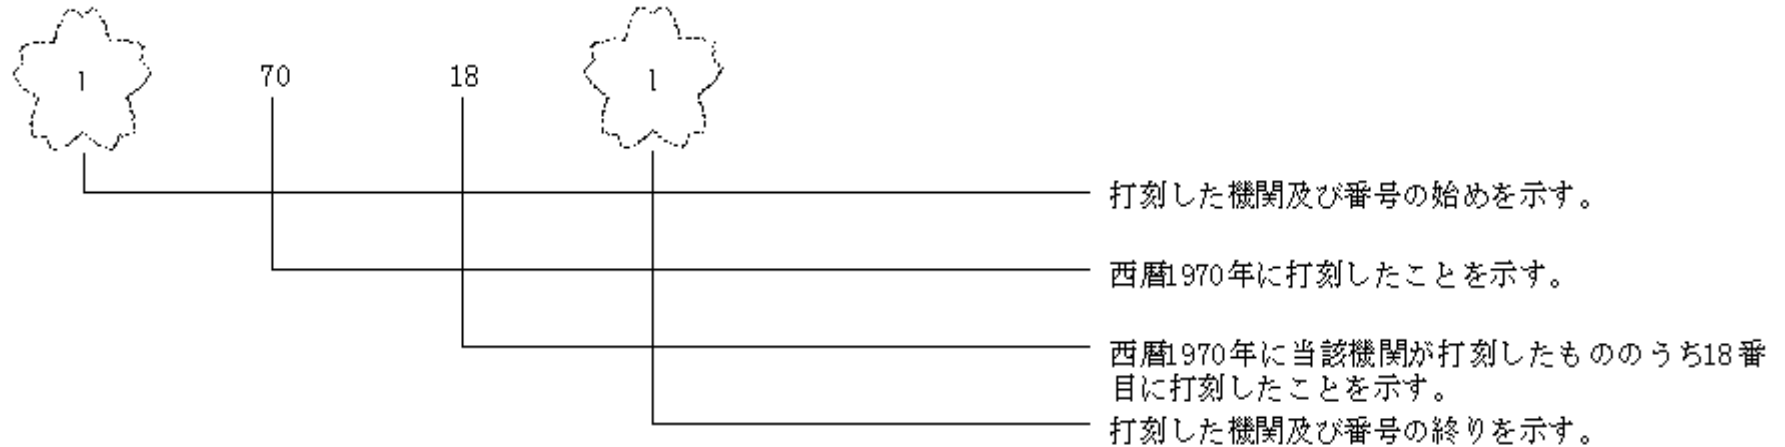 1 70 18 1
打刻した機関及び番号の始めを示す。
西暦1970年に打刻したことを示す。
西暦1970年に当該機関が打刻したもののうち18番
目に打刻したことを示す。
打刻した機関及び番号の終りを示す。